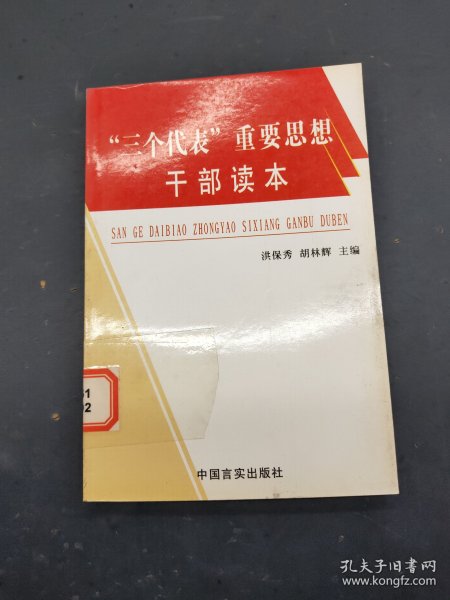 “三个代表”重要思想
干部读本
SAN GE DAIBIAO ZHONGYAO SIXIANG GANBU DUBEN
洪保秀 胡林辉 主编
51
02
中国言实出版社
孔夫子旧书网
www.kongfz.com